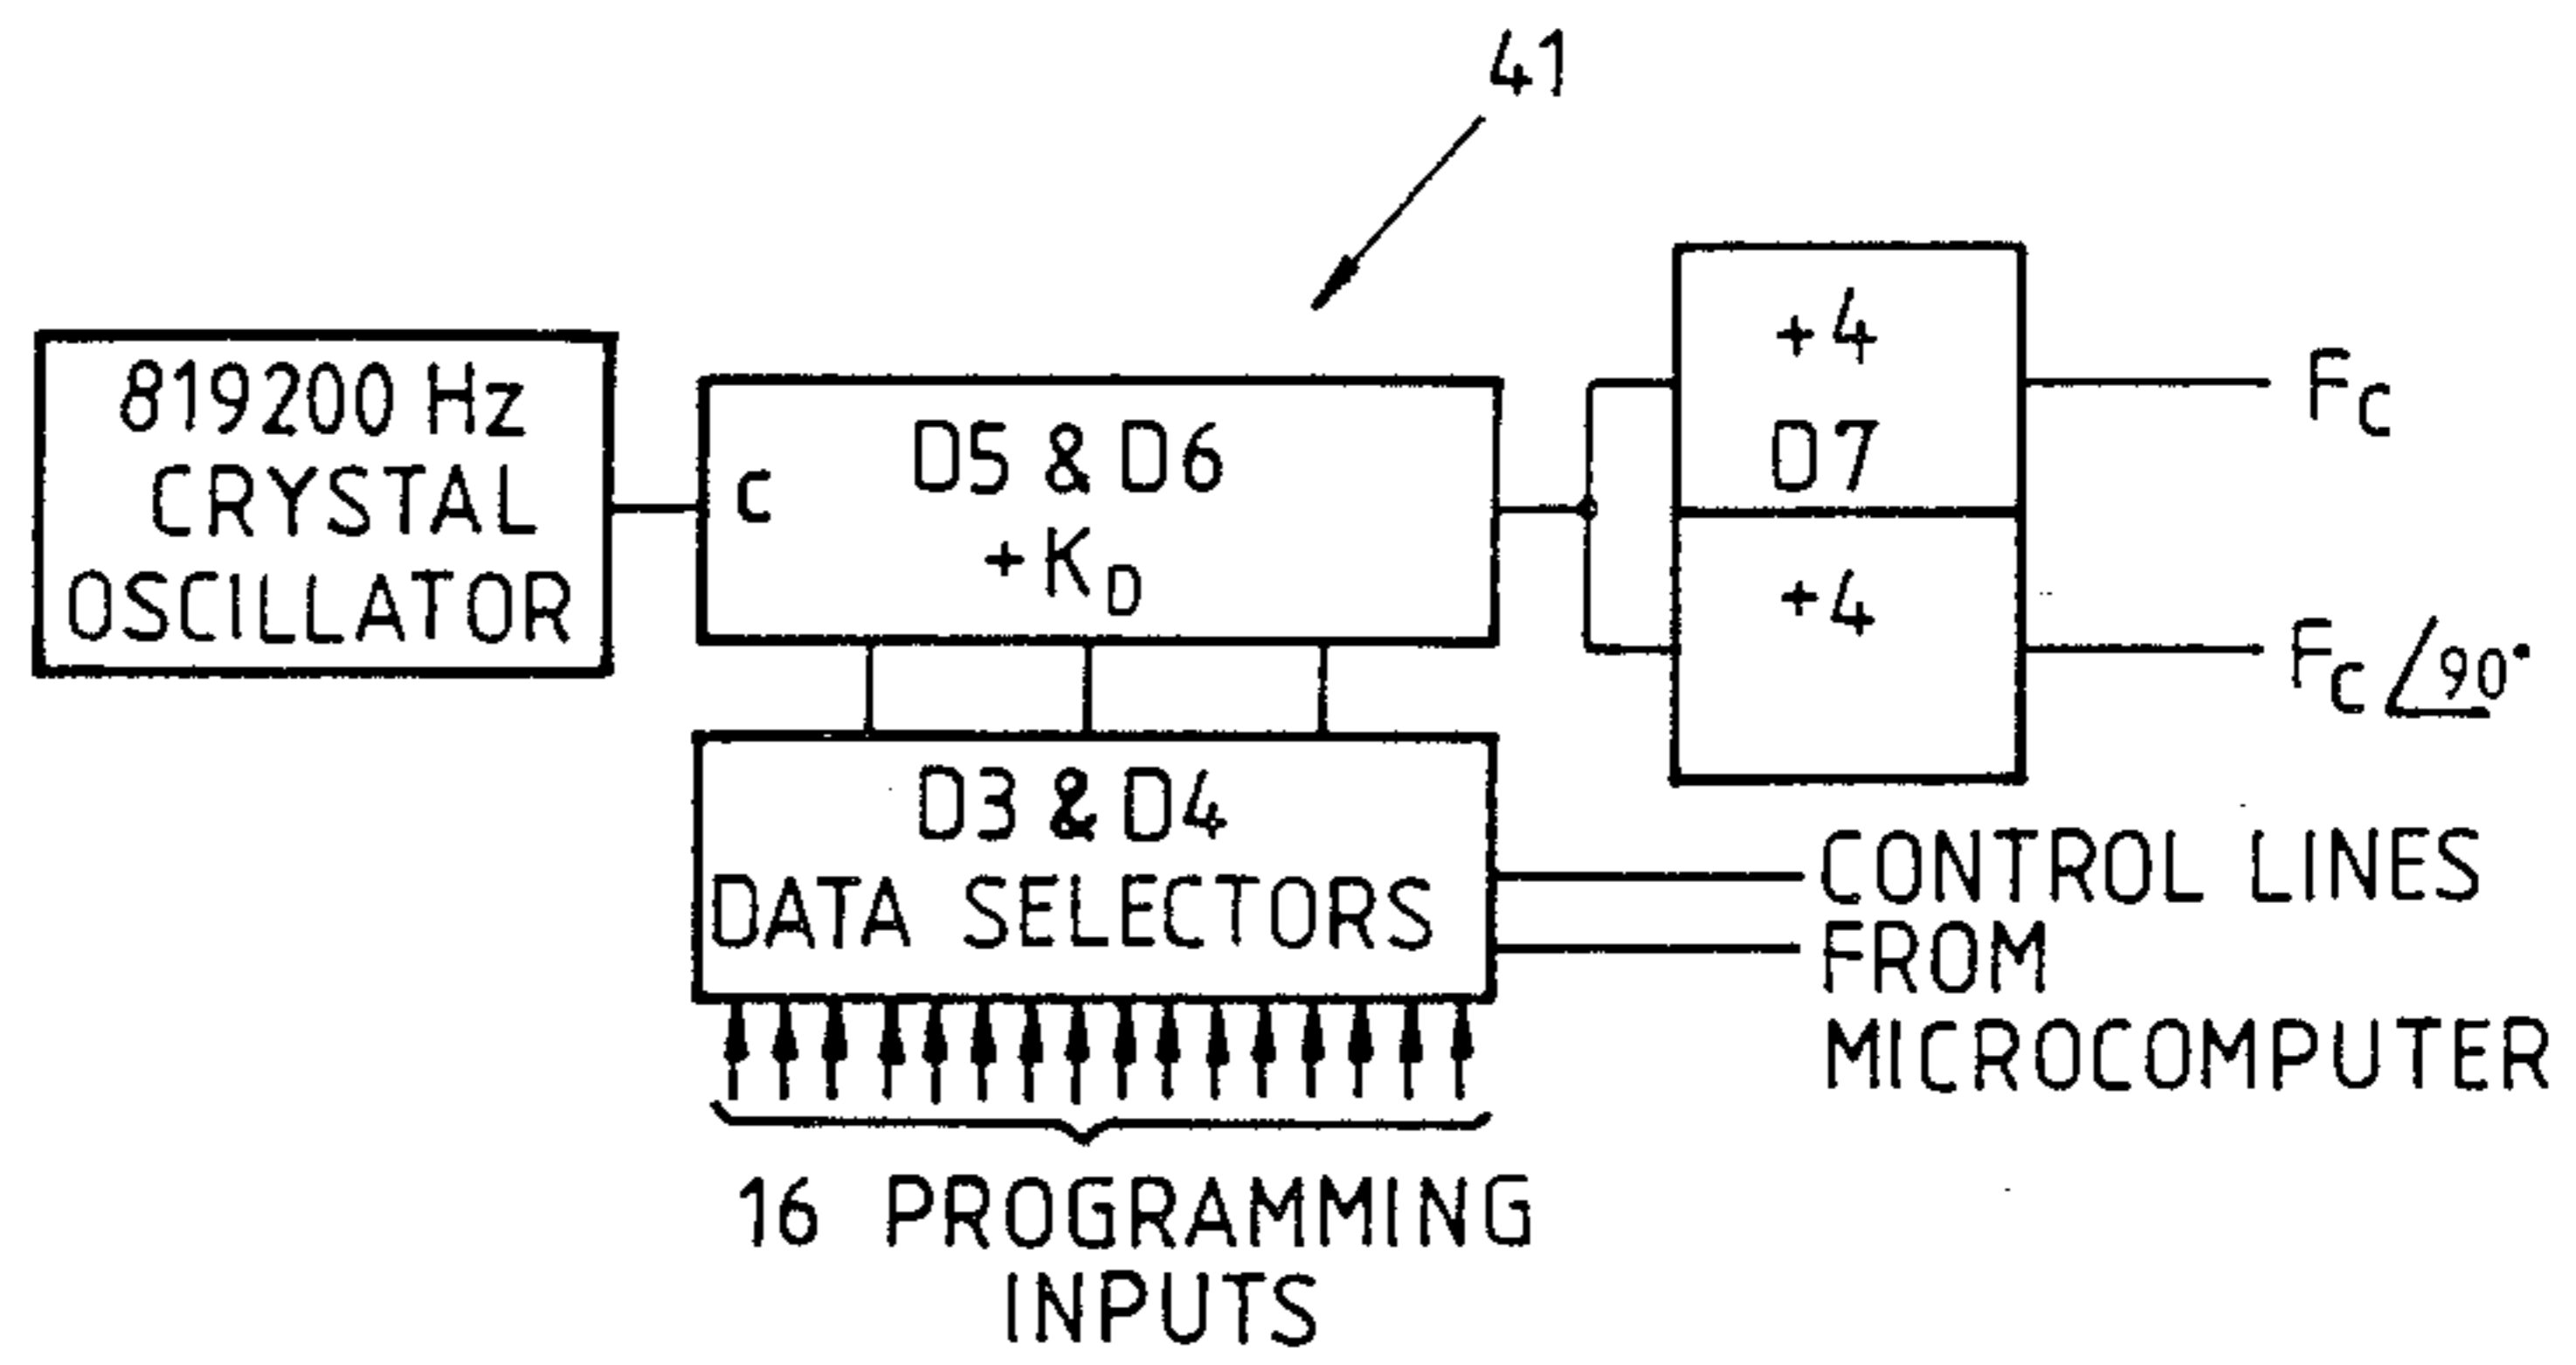 41
819200 Hz
CRYSTAL
OSCILLATOR
C
D5 & D6
+ KD
+4
D7
+4
FC
FC ∠90°
D3 & D4
DATA SELECTORS
CONTROL LINES
FROM
MICROCOMPUTER
16 PROGRAMMING
INPUTS